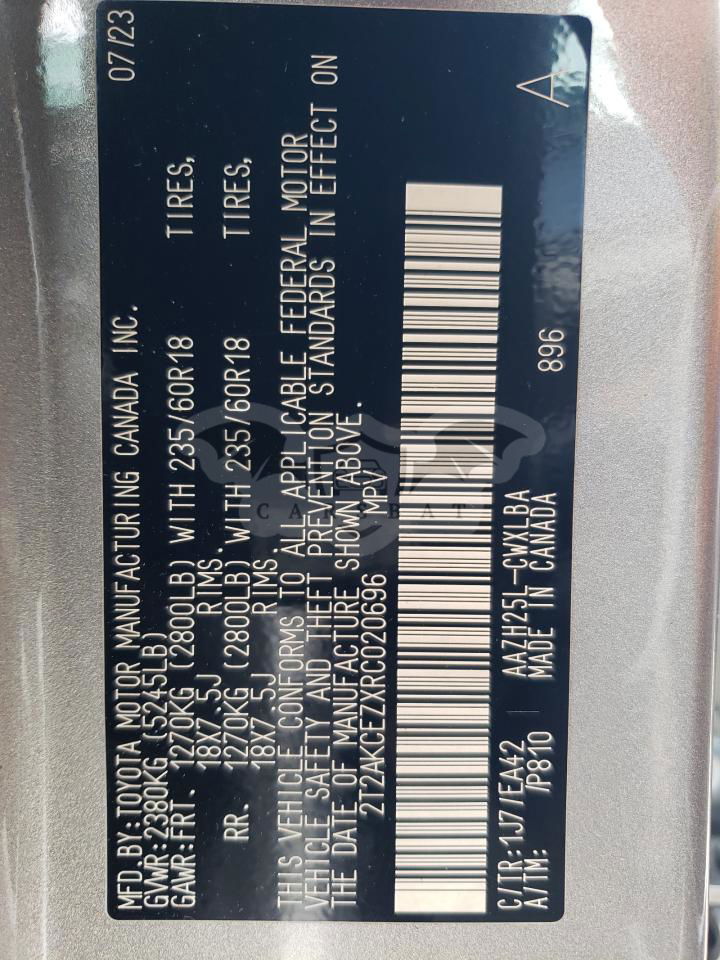 MFD.BY:TOYOTA MOTOR MANUFACTURING CANADA INC. 07/23
GVWR:2380KG (5245LB)
GAWR:FRT. 1270KG (2800LB) WITH 235/60R18 TIRES,
18X7.5J RIMS.
RR. 1270KG (2800LB) WITH 235/60R18 TIRES,
18X7.5J RIMS.
THIS VEHICLE CONFORMS TO ALL APPLICABLE FEDERAL MOTOR
VEHICLE SAFETY AND THEFT PREVENTION STANDARDS IN EFFECT ON
THE DATE OF MANUFACTURE SHOWN ABOVE.
2T2AKCEZXRC020696 MPV
C/TR:1J7/EA42 AAZH25L-CWXLBA A
A/TM: /P810 MADE IN CANADA 896
CARSBAT